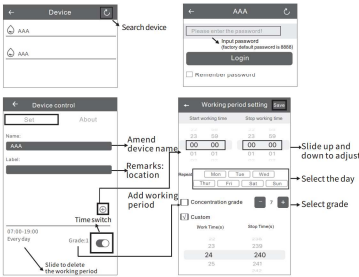 Device
Search device
AAA
AAA
AAA
Please enter the password!
Input password
(factory default password is 8888)
Login
Remember password
Device control
Set
About
Name:
AAA
Amend
device name
Label:
Remarks:
location
Add working
period
Time switch
07:00-19:00
Everyday
Grade:1
Slide to delete
the working period
Working period setting
Save
Start working time
Stop working time
23 59 23 59
00 00 00 00
01 01 01 01
Slide up and
down to adjust
Repeat
Mon Tue Wed
Thur Fri Sat Sun
Select the day
Concentration grade
7
Select grade
Custom
Work Time(s)
Stop Time(s)
23 239
24 240
25 241